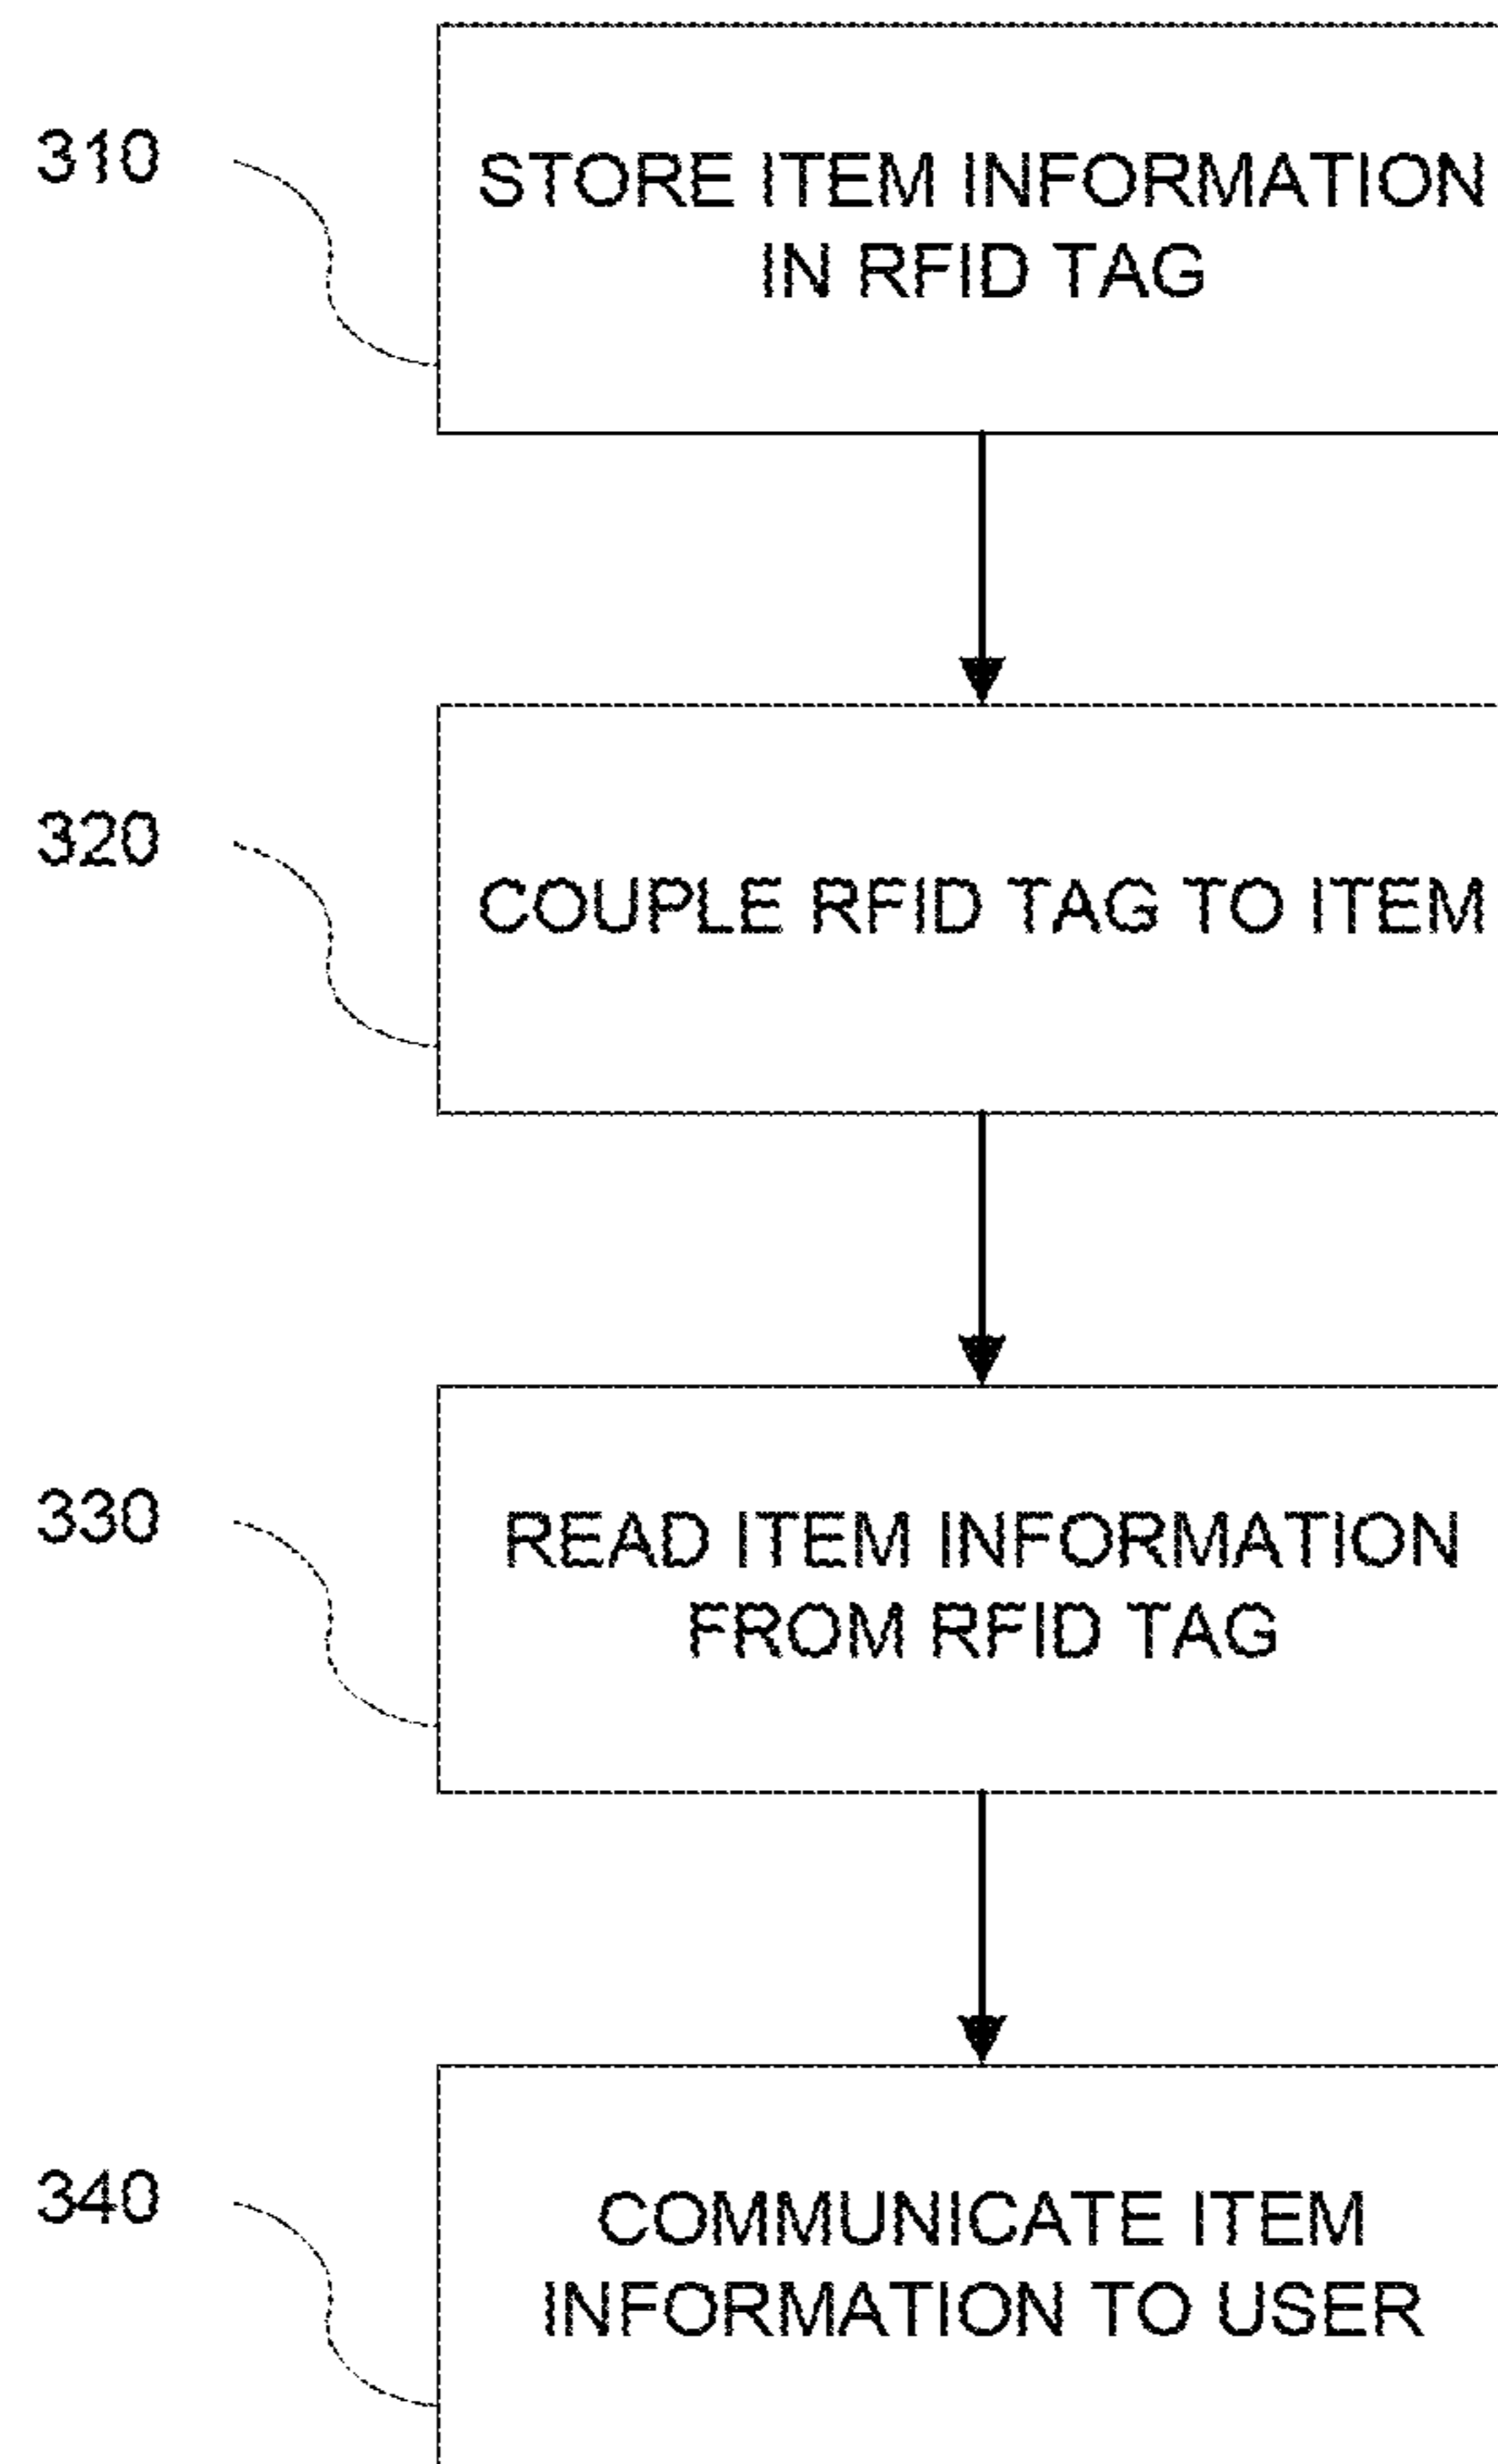 310
STORE ITEM INFORMATION
IN RFID TAG
320
COUPLE RFID TAG TO ITEM
330
READ ITEM INFORMATION
FROM RFID TAG
340
COMMUNICATE ITEM
INFORMATION TO USER